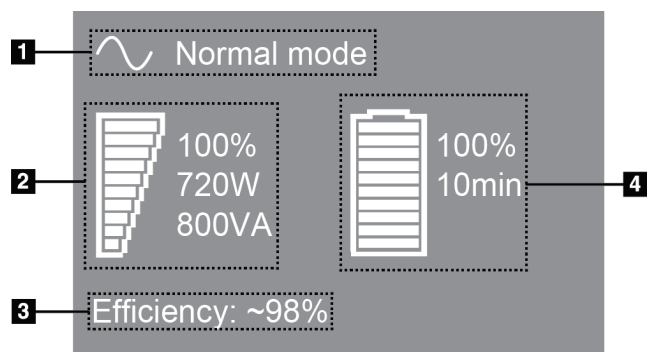 1
Normal mode
2
100%
720W
800VA
100%
10min
4
3
Efficiency: ~98%